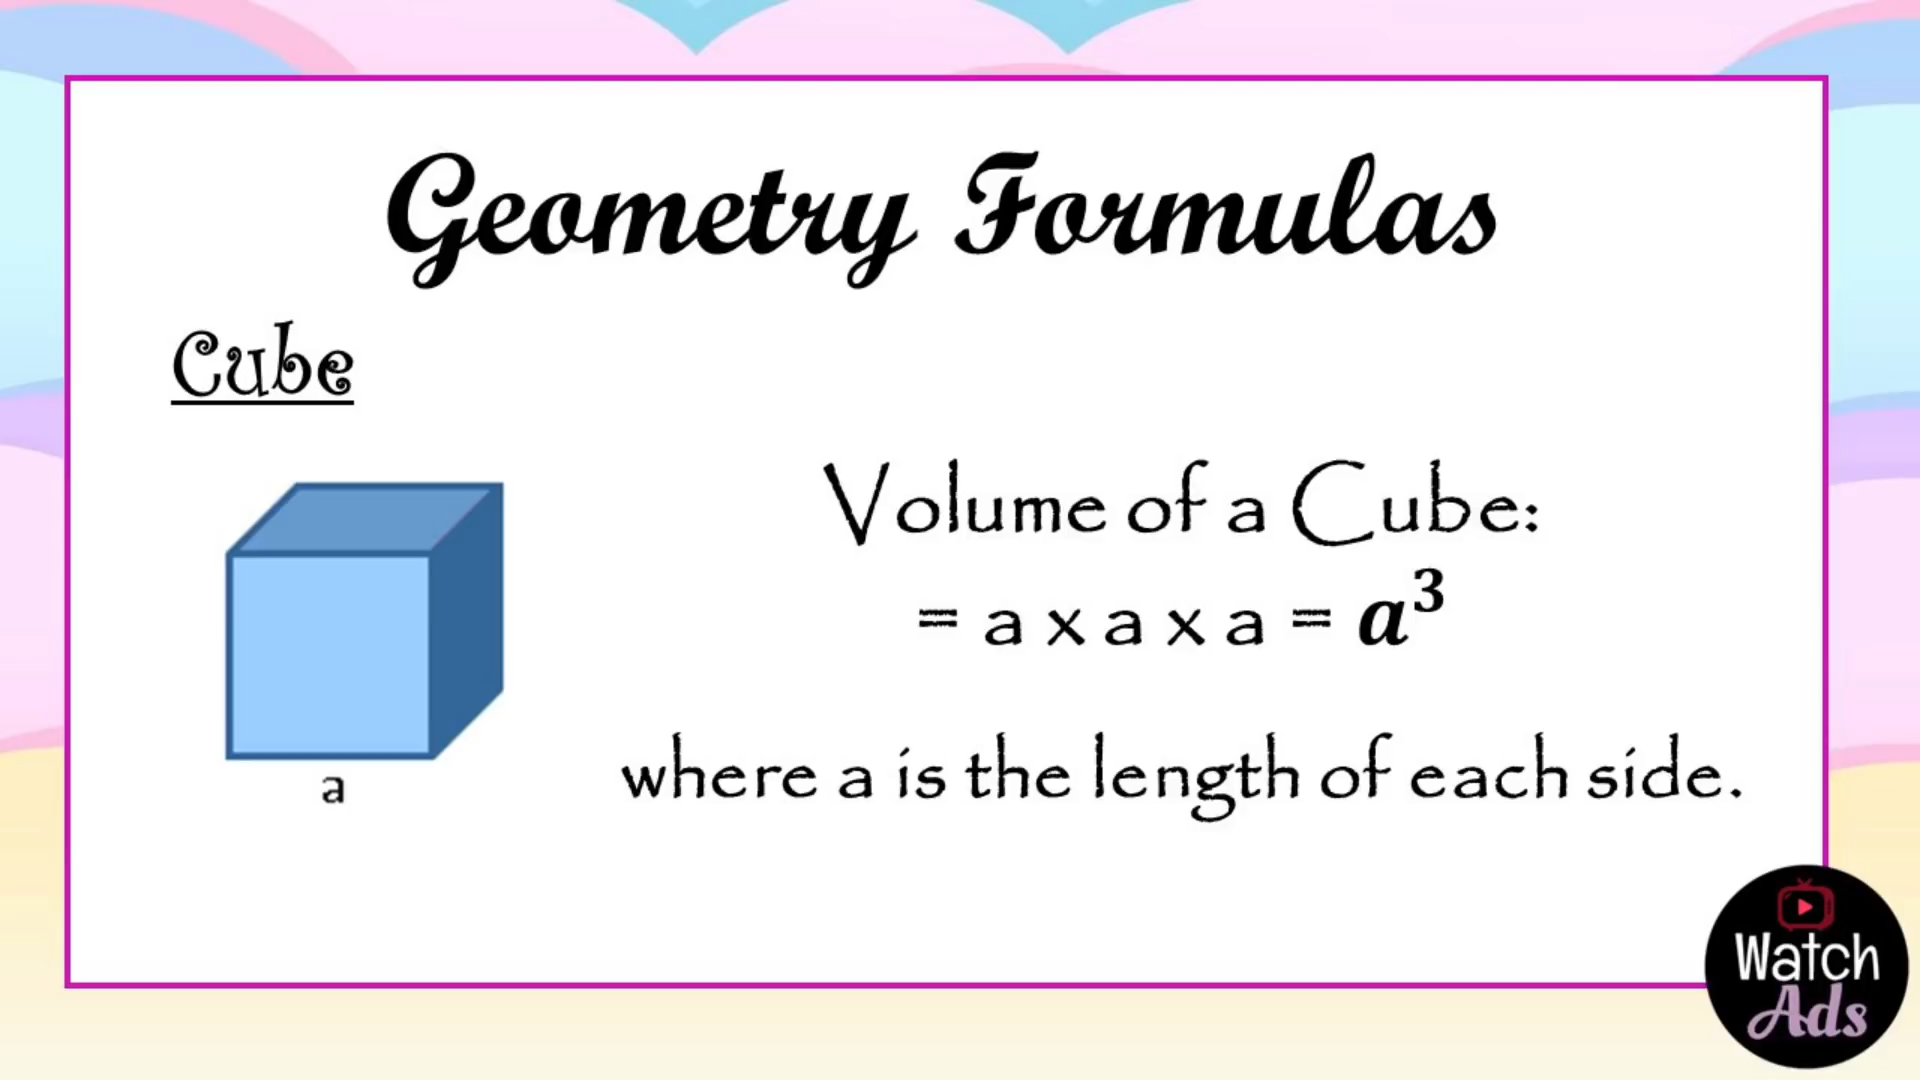 Geometry Formulas
Cube
Volume of a Cube:
= a x a x a = a³
where a is the length of each side.
a
Watch
Ads